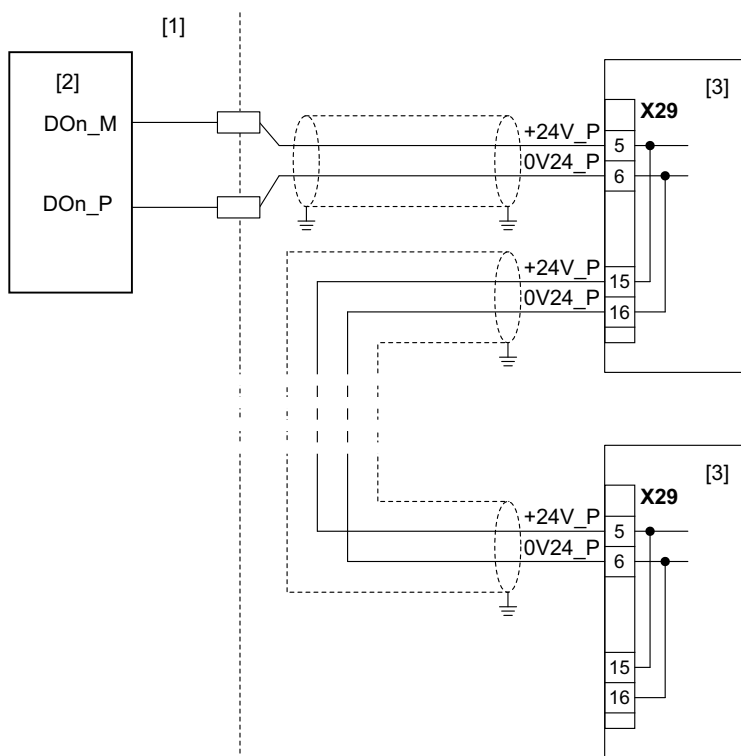 [1]
[2]
DOn_M
DOn_P
[3]
X29
+24V_P
5
0V24_P
6
+24V_P
15
0V24_P
16
[3]
X29
+24V_P
5
0V24_P
6
15
16